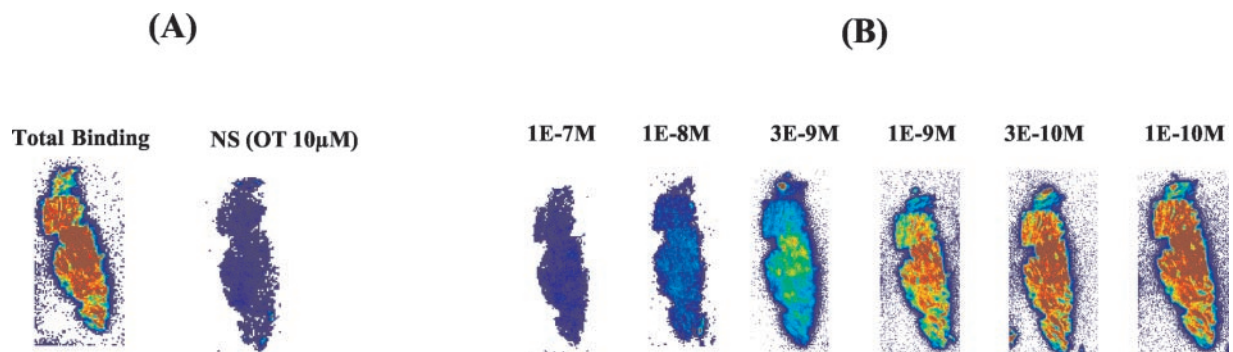 (A)
(B)
Total Binding NS (OT 10μM) 1E-7M 1E-8M 3E-9M 1E-9M 3E-10M 1E-10M